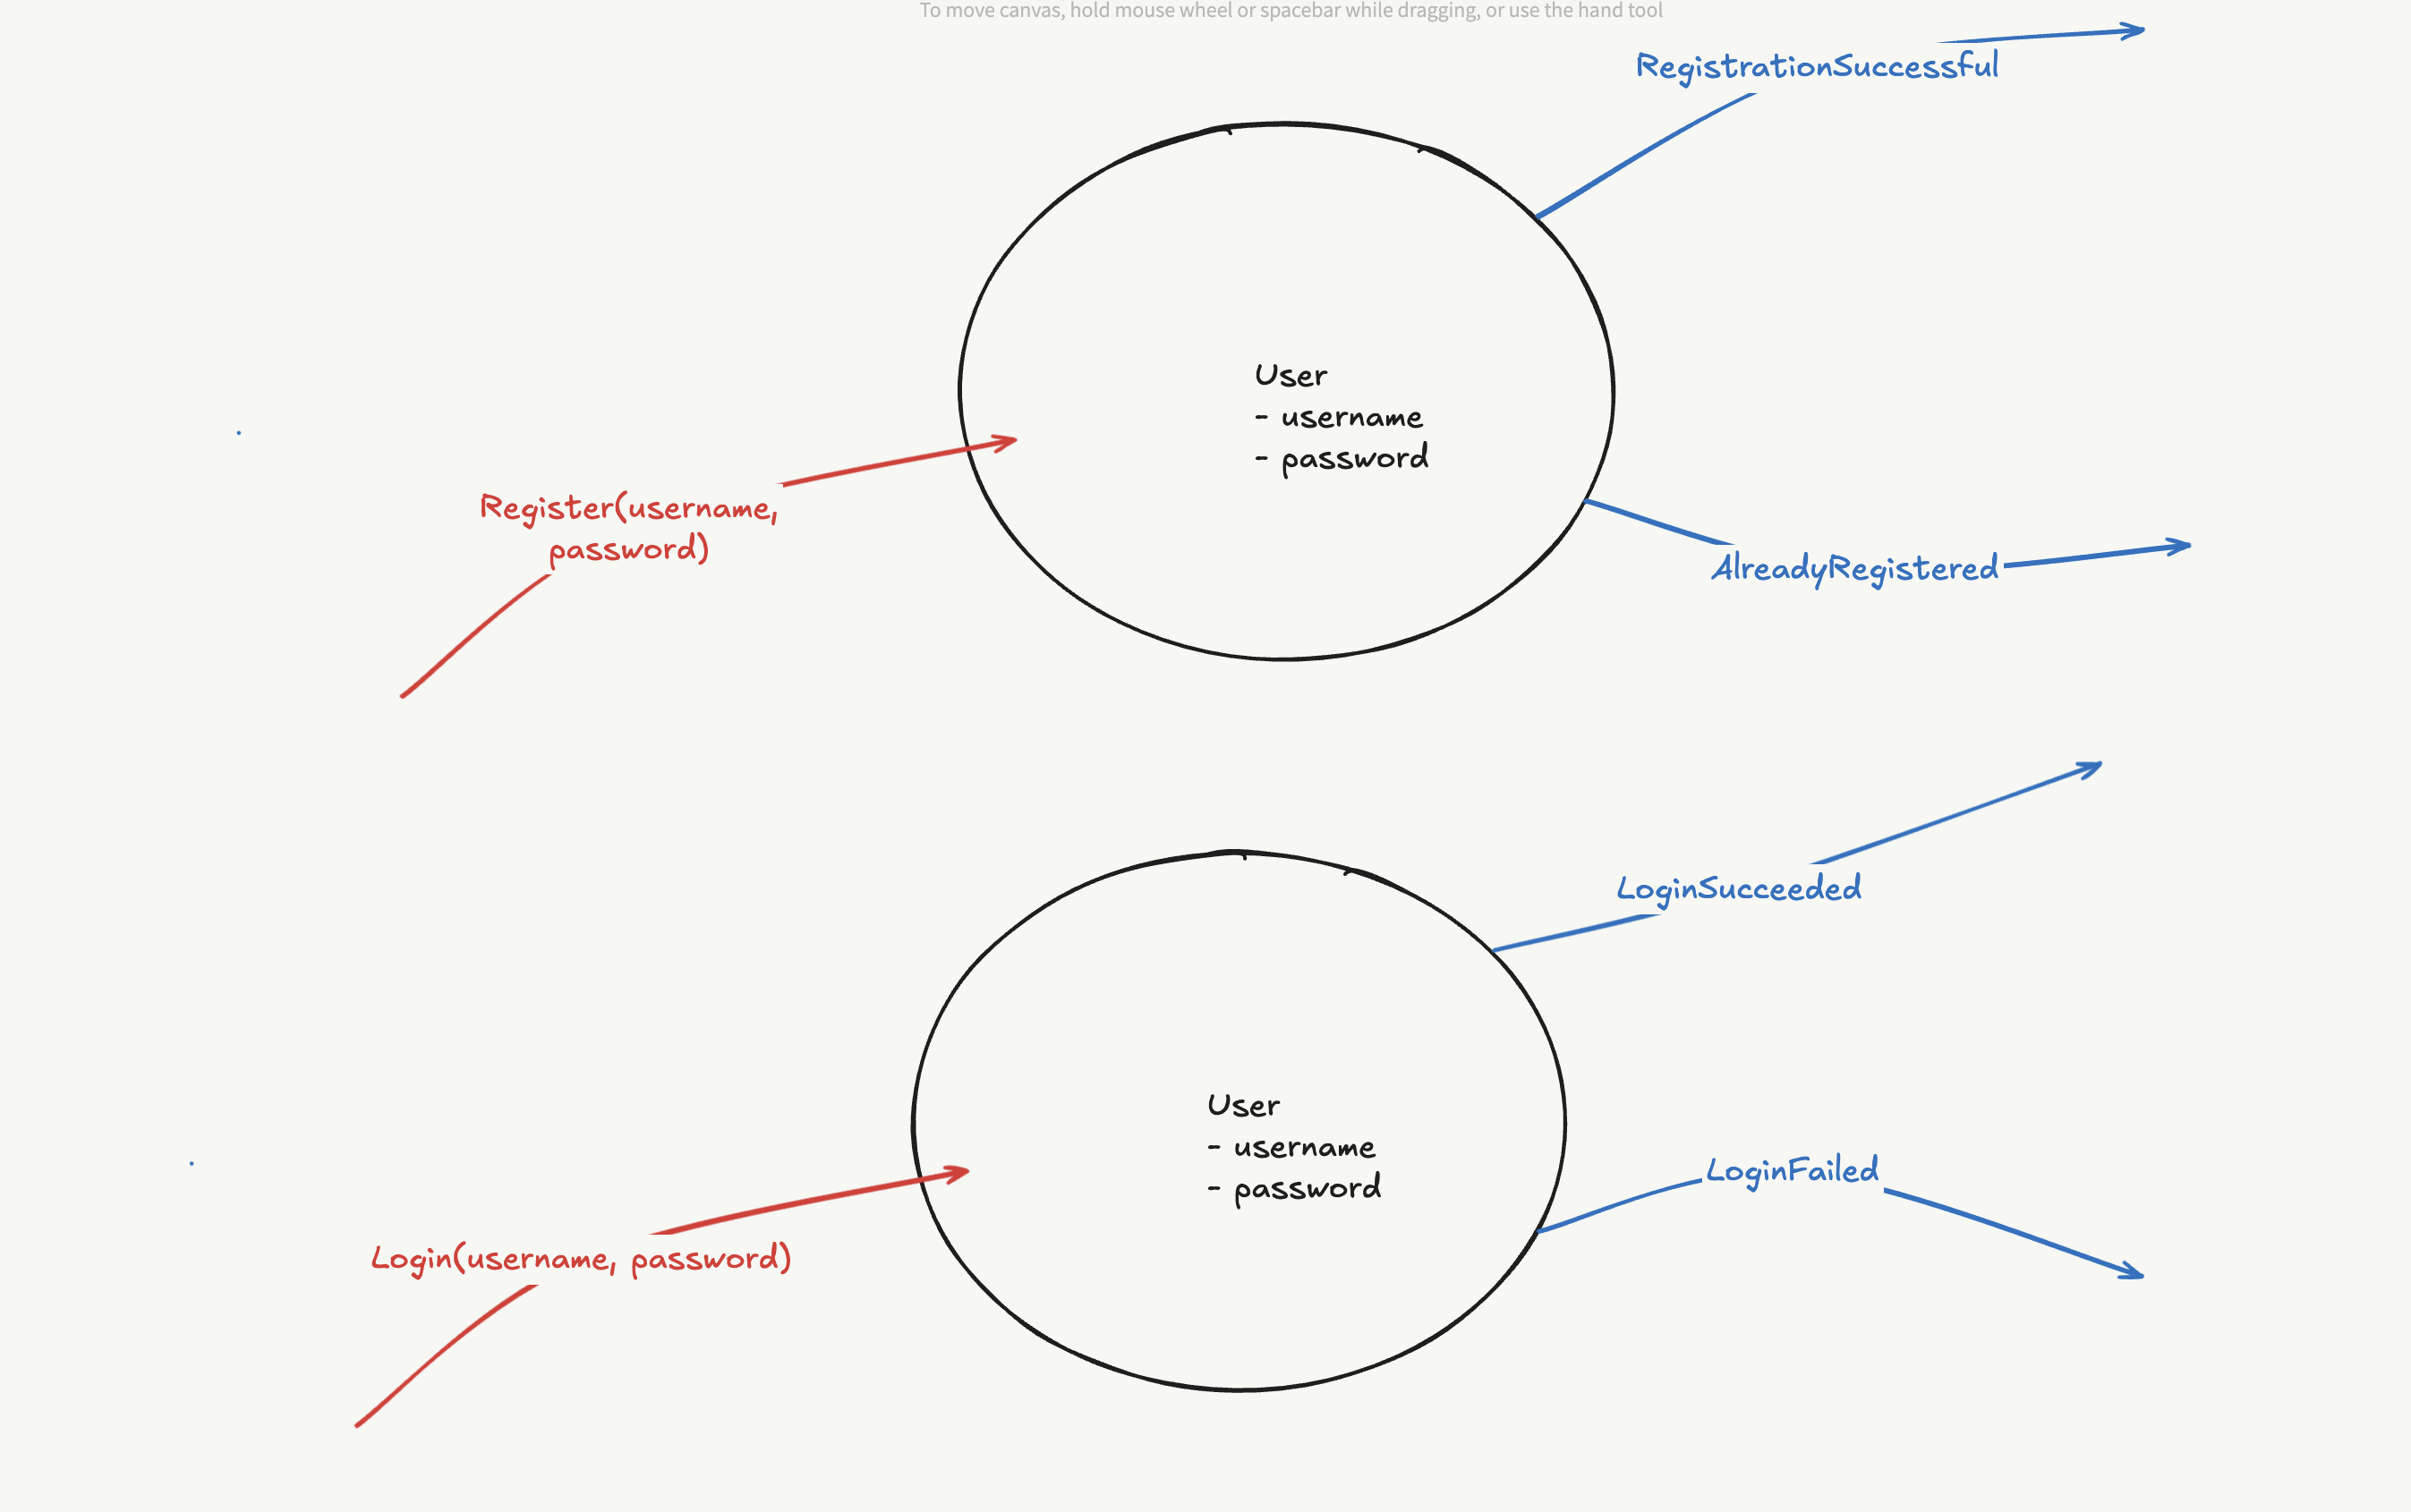 To move canvas, hold mouse wheel or spacebar while dragging, or use the hand tool
RegistrationSuccessful
User
- username
- password
Register(username,
password)
AlreadyRegistered
LoginSucceeded
User
- username
- password
LoginFailed
Login(username, password)